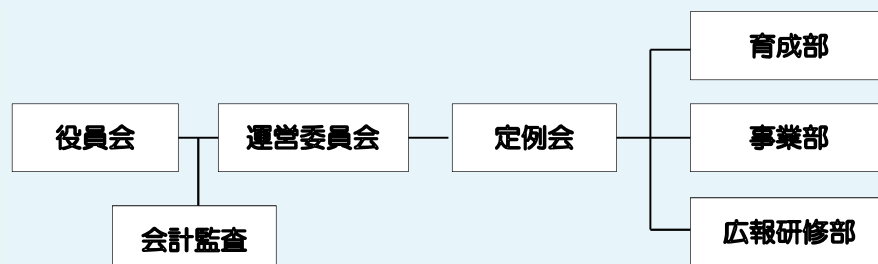 育成部
役員会
運営委員会
定例会
事業部
会計監査
広報研修部